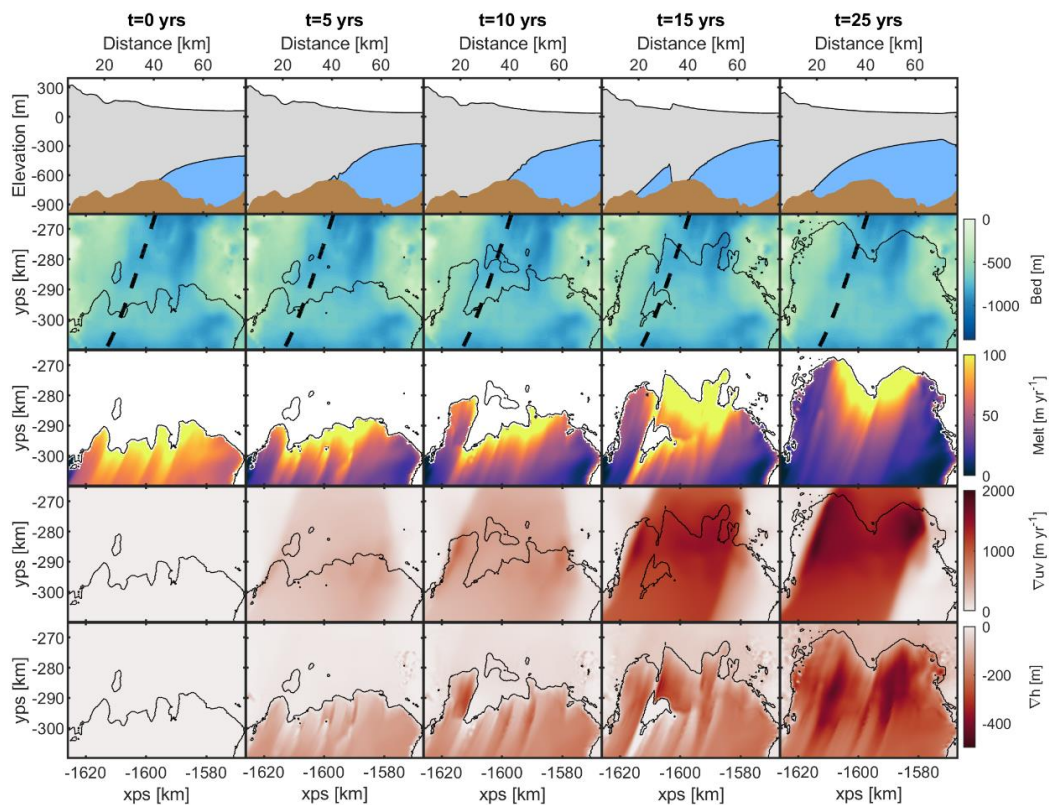 t=0 yrs t=5 yrs t=10 yrs t=15 yrs t=25 yrs
Distance [km] Distance [km] Distance [km] Distance [km] Distance [km]
20 40 60 20 40 60 20 40 60 20 40 60 20 40 60
Elevation [m]
300
0
-300
-600
-900
yps [km]
-270
-280
-290
-300
0
-500
-1000
Bed [m]
yps [km]
-270
-280
-290
-300
100
50
0
Melt [m yr⁻¹]
yps [km]
-270
-280
-290
-300
2000
1000
0
∇uv [m yr⁻¹]
yps [km]
-270
-280
-290
-300
-310
0
-200
-400
∇h [m]
-1620 -1600 -1580 -1620 -1600 -1580 -1620 -1600 -1580 -1620 -1600 -1580 -1620 -1600 -1580
xps [km] xps [km] xps [km] xps [km] xps [km]